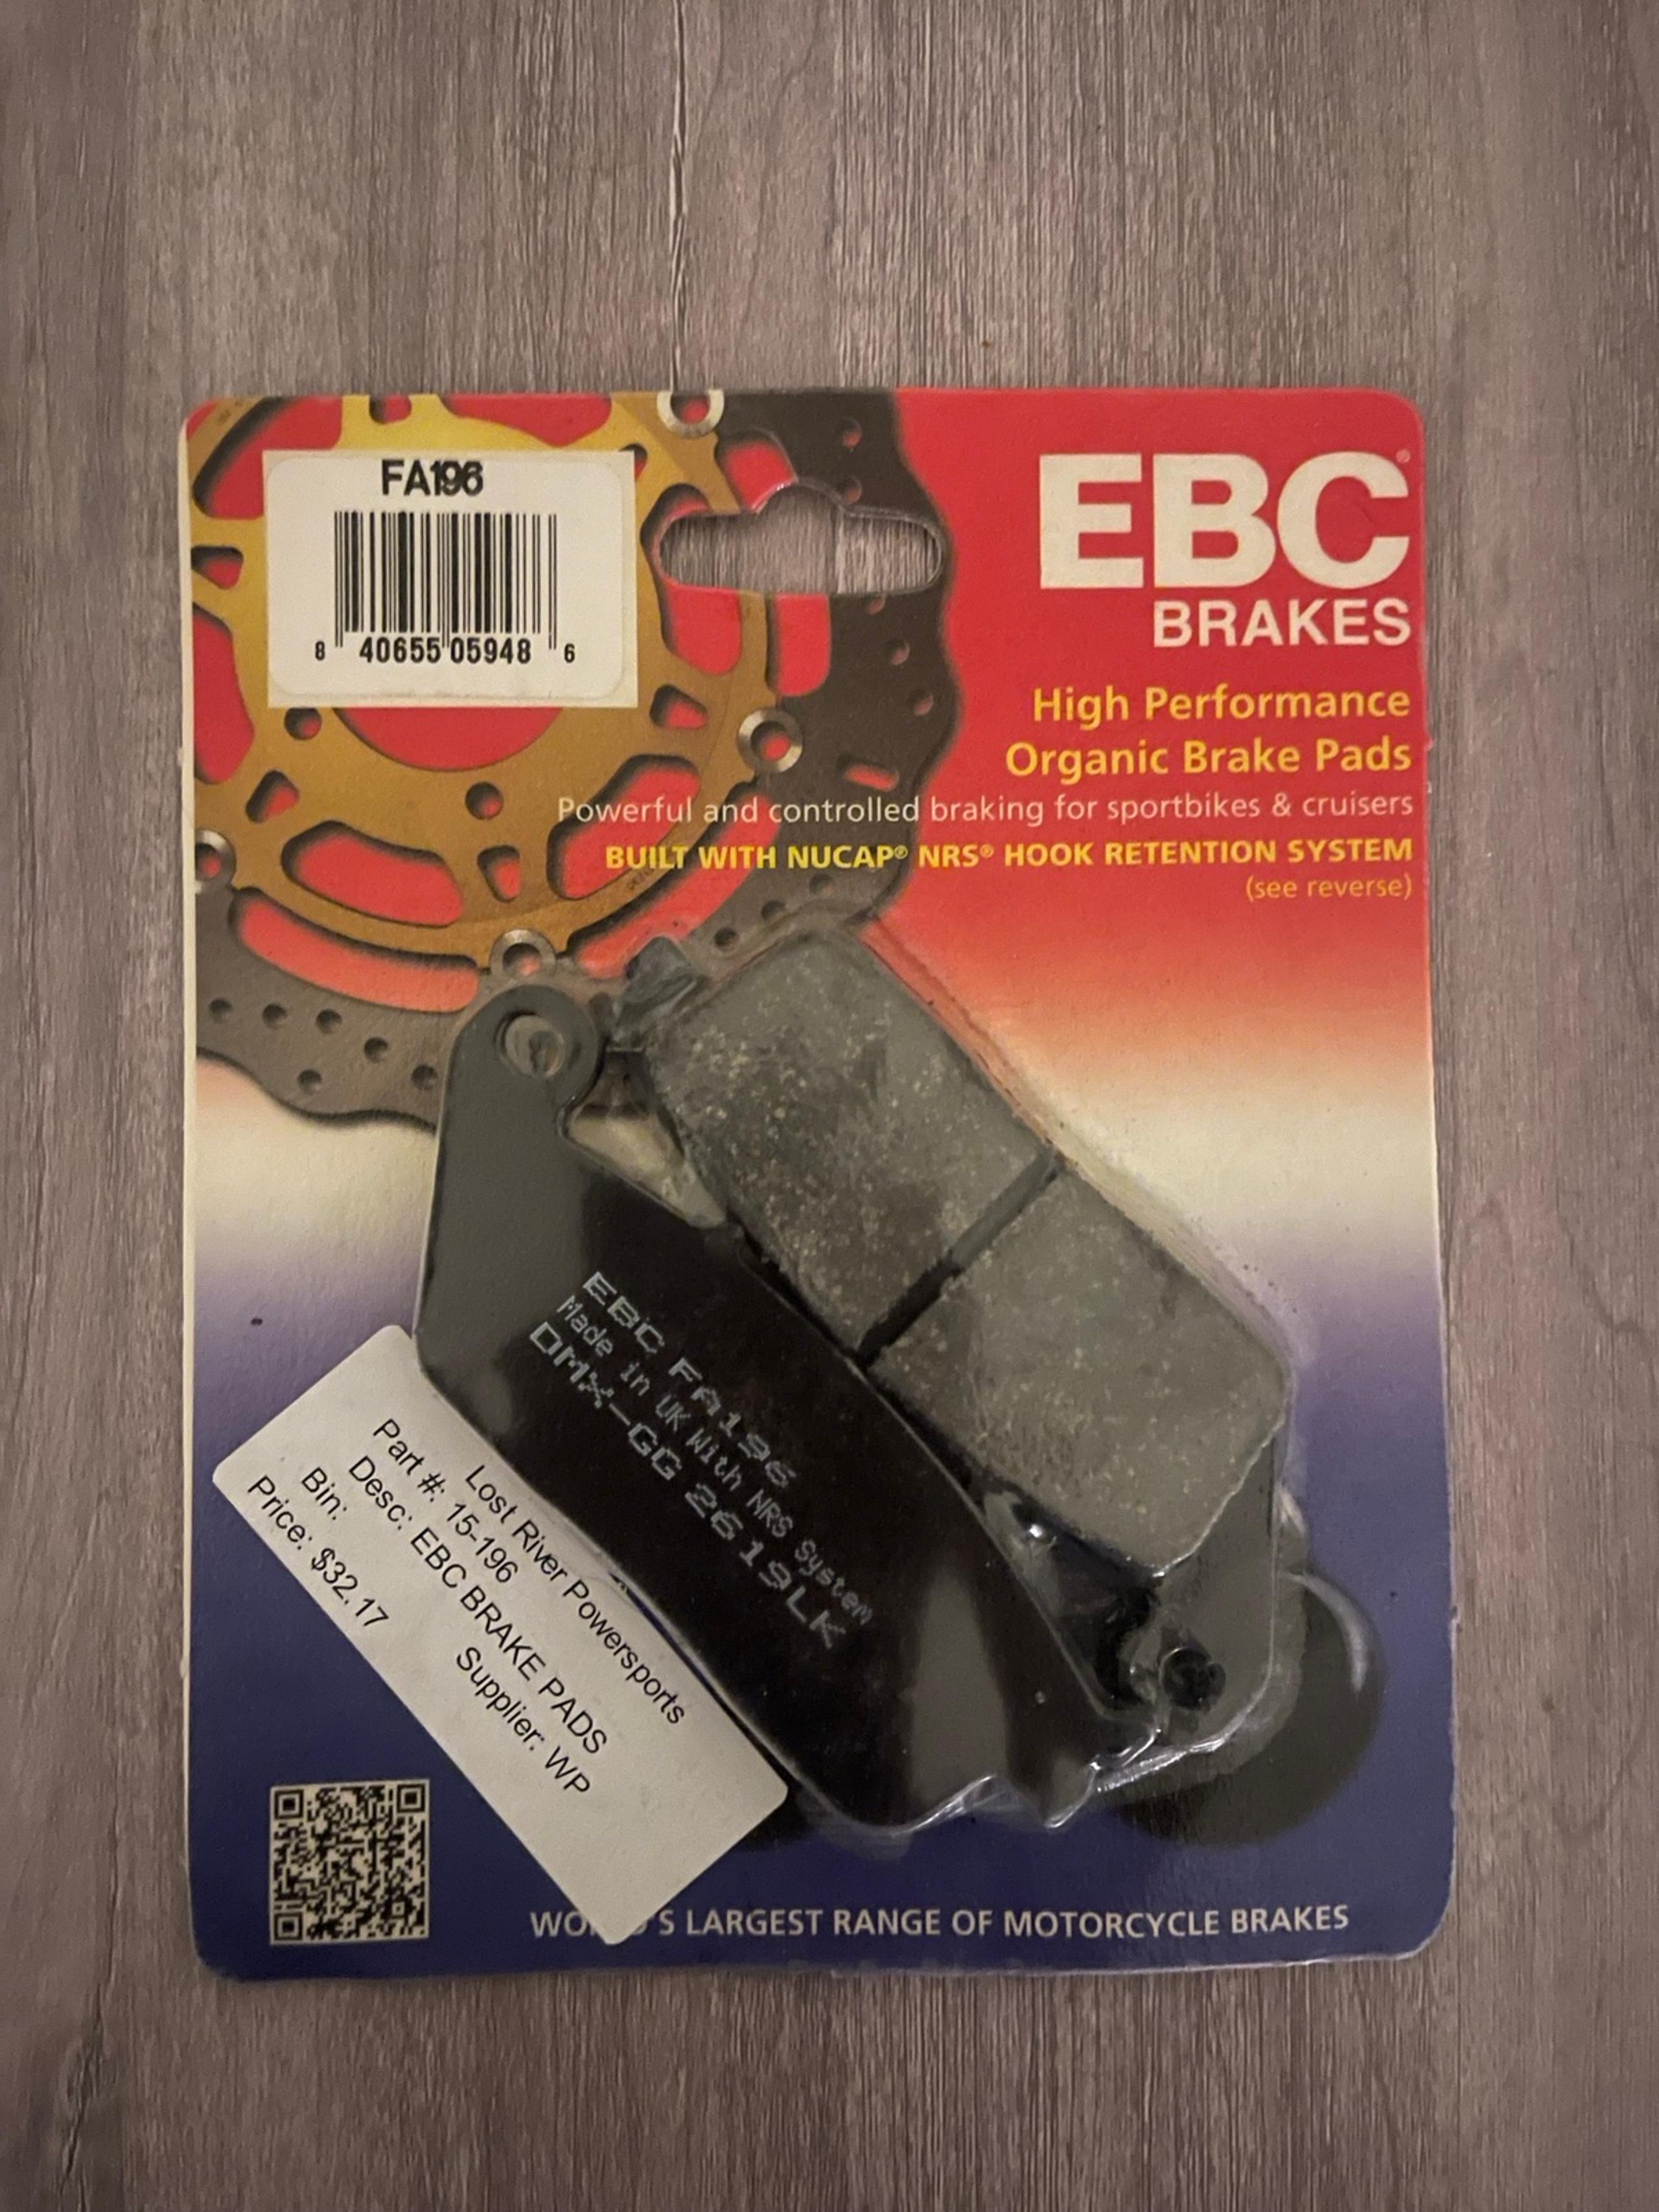 FA196
8 40655 05948 6
EBC®
BRAKES
High Performance
Organic Brake Pads
Powerful and controlled braking for sportbikes & cruisers
BUILT WITH NUCAP® NRS® HOOK RETENTION SYSTEM
(see reverse)
EBC FA196
Made in UK With NRS System
DMX-GG 2619LK
Lost River Powersports
Part #: 15-196
Desc: EBC BRAKE PADS
Bin: Supplier: WP
Price: $32.17
'S LARGEST RANGE OF MOTORCYCLE BRAKES